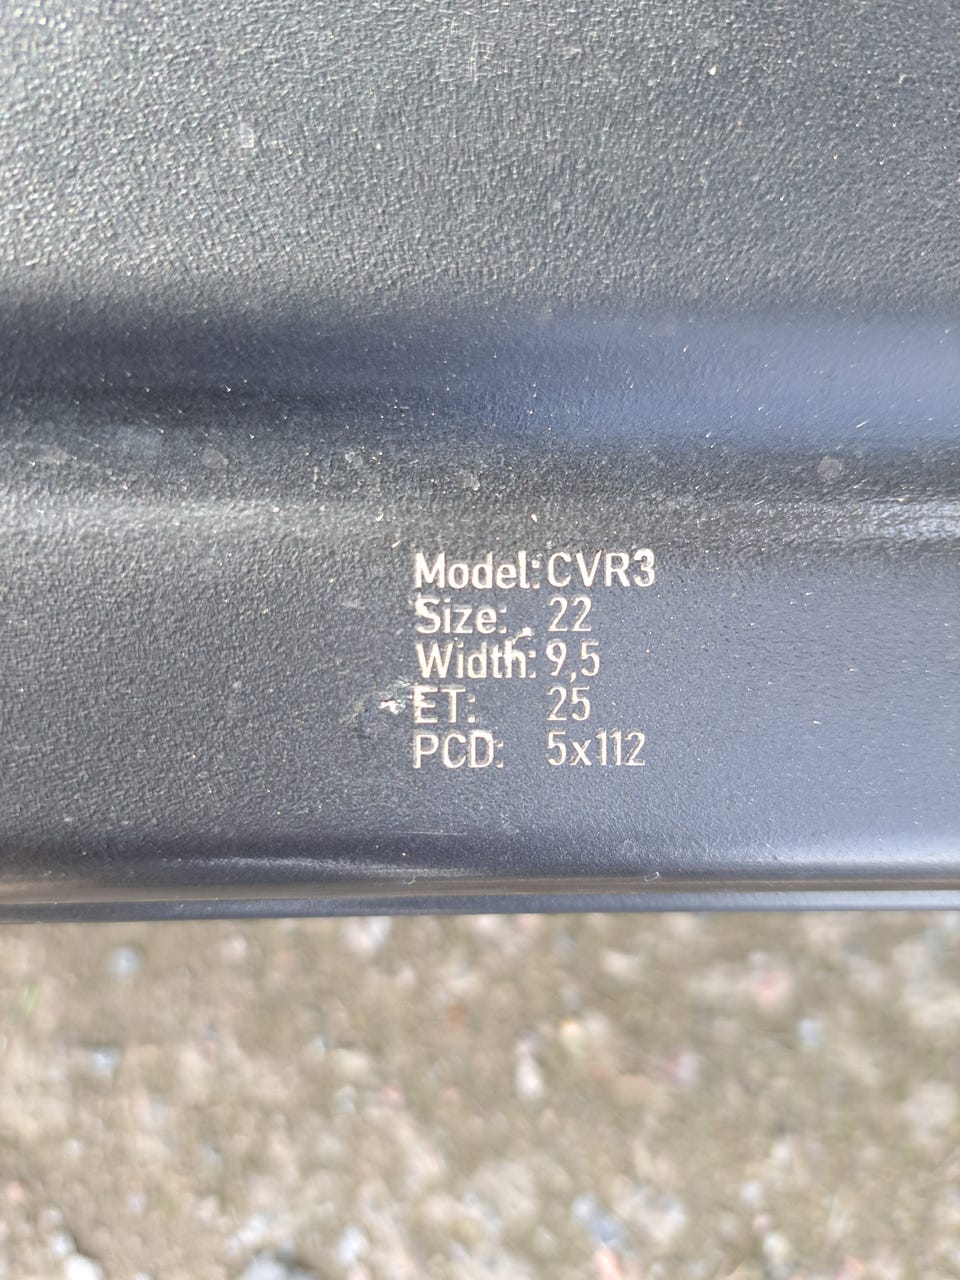 Model: CVR3
Size: 22
Width: 9,5
ET: 25
PCD: 5x112